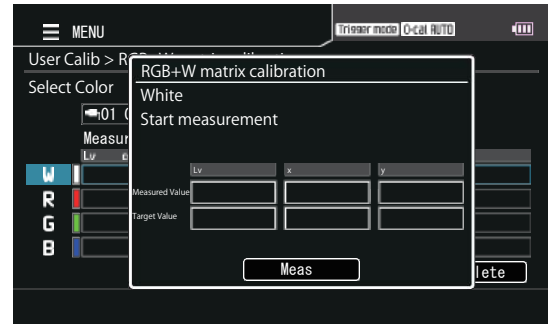 MENU
Trigger mode 0-cal AUTO
User Calib > R
RGB+W matrix calibration
Select Color
White
01
Start measurement
Measur
Lv
Lv x y
W
Measured Value
R
Target Value
G
B
Meas
lete